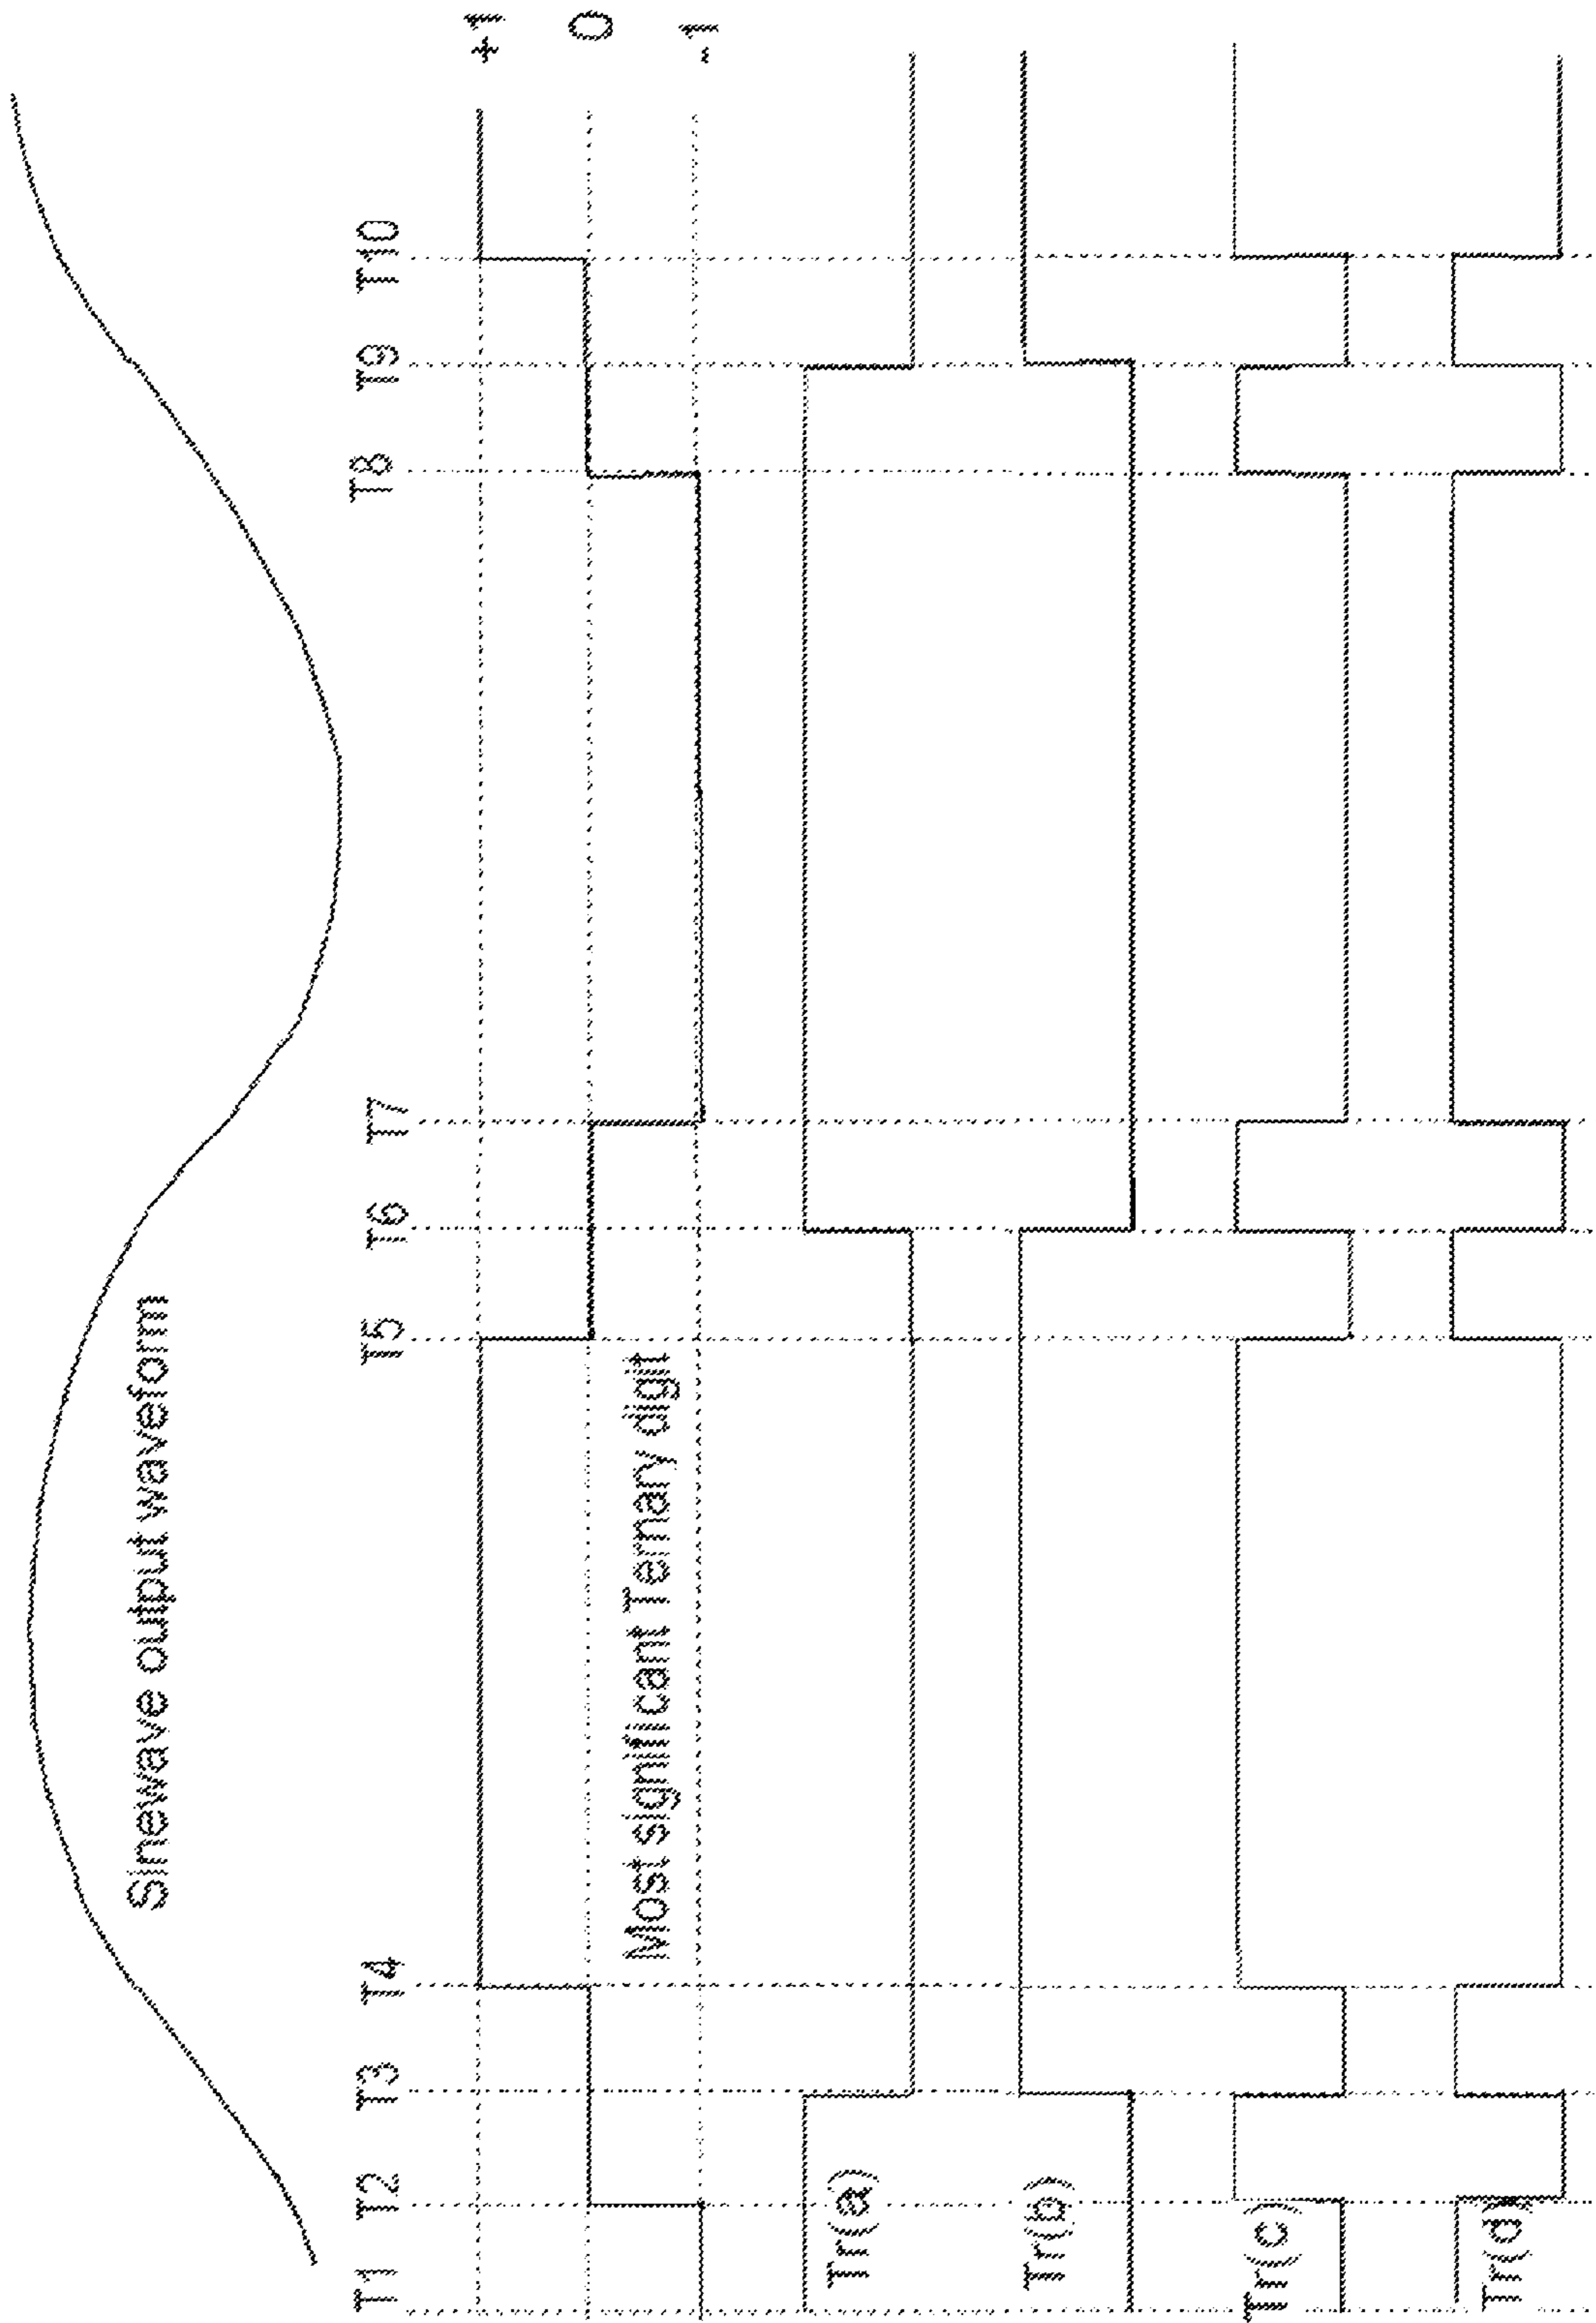 Sinewave output waveform
T1 T2 T3 T4 T5 T6 T7 T8 T9 T10
+1
0
Most significant Ternary digit
-1
Tr(a)
Tr(b)
Tr(c)
Tr(d)